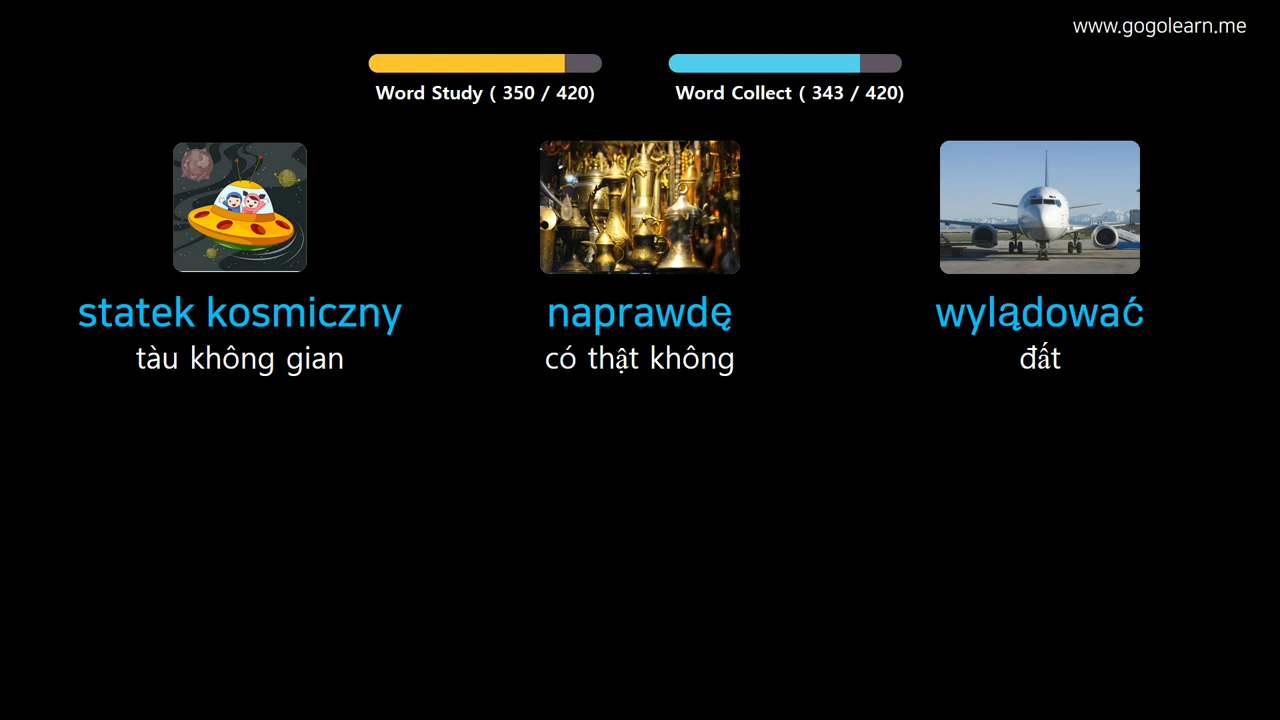 www.gogolearn.me
Word Study ( 350 / 420)
Word Collect ( 343 / 420)
statek kosmiczny
naprawdę
wylądować
tàu không gian
có thật không
đất